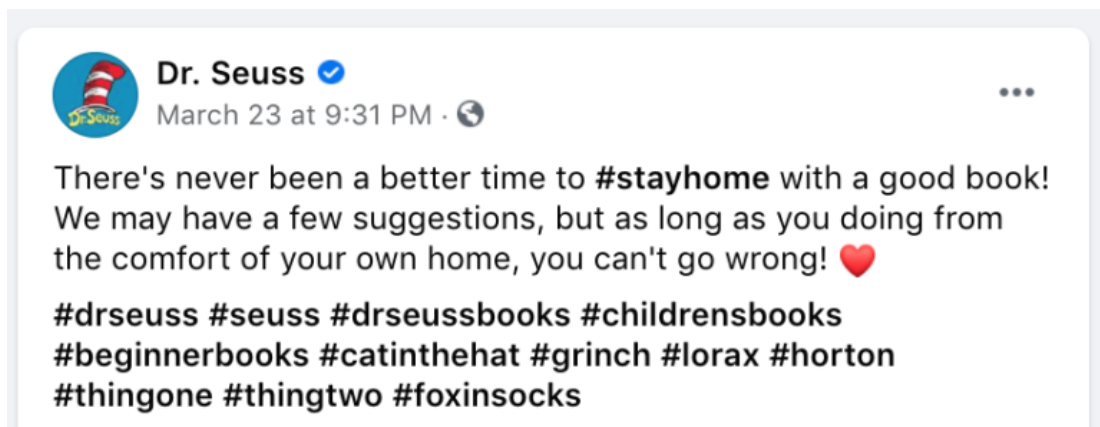 Dr. Seuss
March 23 at 9:31 PM ·
Dr. Seuss
There's never been a better time to #stayhome with a good book!
We may have a few suggestions, but as long as you doing from
the comfort of your own home, you can't go wrong! ❤️
#drseuss #seuss #drseussbooks #childrensbooks
#beginnerbooks #catinthehat #grinch #lorax #horton
#thingone #thingtwo #foxinsocks